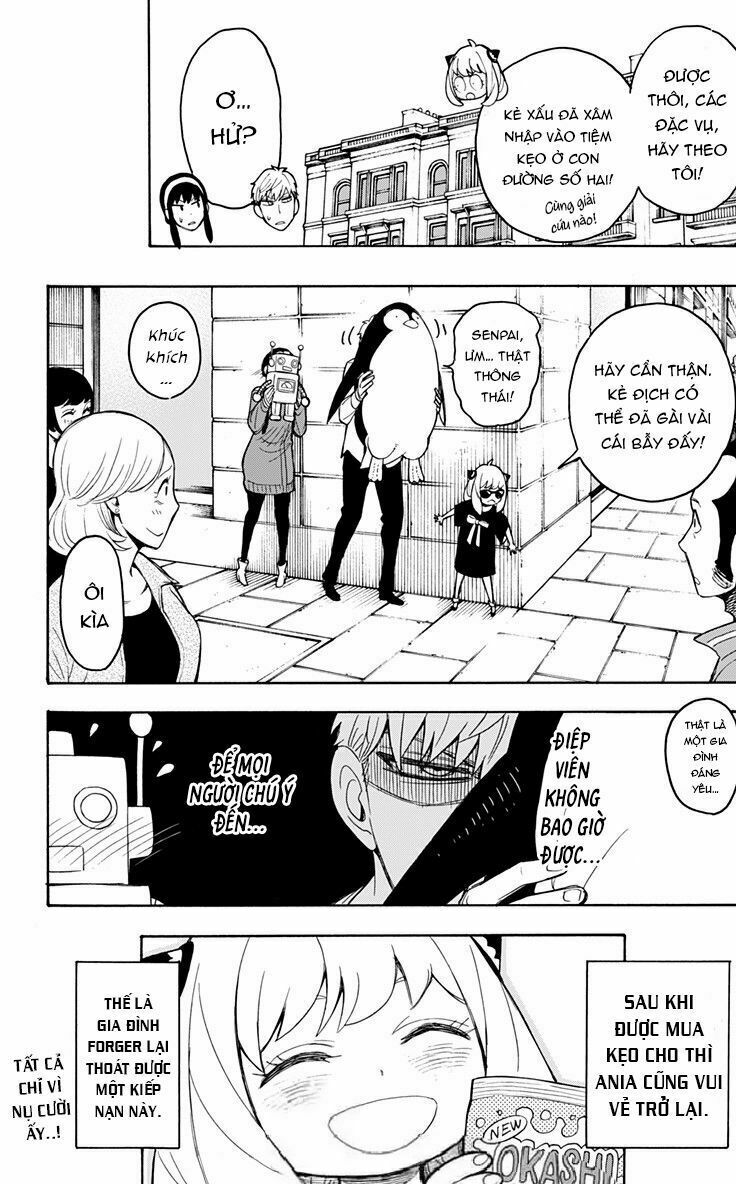 ĐƯỢC
THÔI, CÁC
ĐẶC VỤ,
HÃY THEO
TÔI!
KẺ XẤU ĐÃ XÂM
NHẬP VÀO TIỆM
KẸO Ở CON
ĐƯỜNG SỐ HAI!
Cùng giải
cứu nào!
Ơ...
HỬ?
HÃY CẨN THẬN.
KẺ ĐỊCH CÓ
THỂ ĐÃ GÀI VÀI
CÁI BẪY ĐẤY!
SENPAI,
ƯM... THẬT
THÔNG
THÁI!
Khúc
khích
...
ÔI
KÌA
THẬT LÀ
MỘT GIA
ĐÌNH
ĐÁNG
YÊU...
ĐIỆP
VIÊN
KHÔNG
BAO GIỜ
ĐƯỢC...
ĐỂ MỌI
NGƯỜI CHÚ Ý
ĐẾN...
SAU KHI
ĐƯỢC MUA
KẸO CHO THÌ
ANIA CŨNG VUI
VẺ TRỞ LẠI.
NEW
OKASHI
THẾ LÀ
GIA ĐÌNH
FORGER LẠI
THOÁT ĐƯỢC
MỘT KIẾP
NẠN NÀY.
TẤT CẢ
CHỈ VÌ
NỤ CƯỜI
ẤY..!